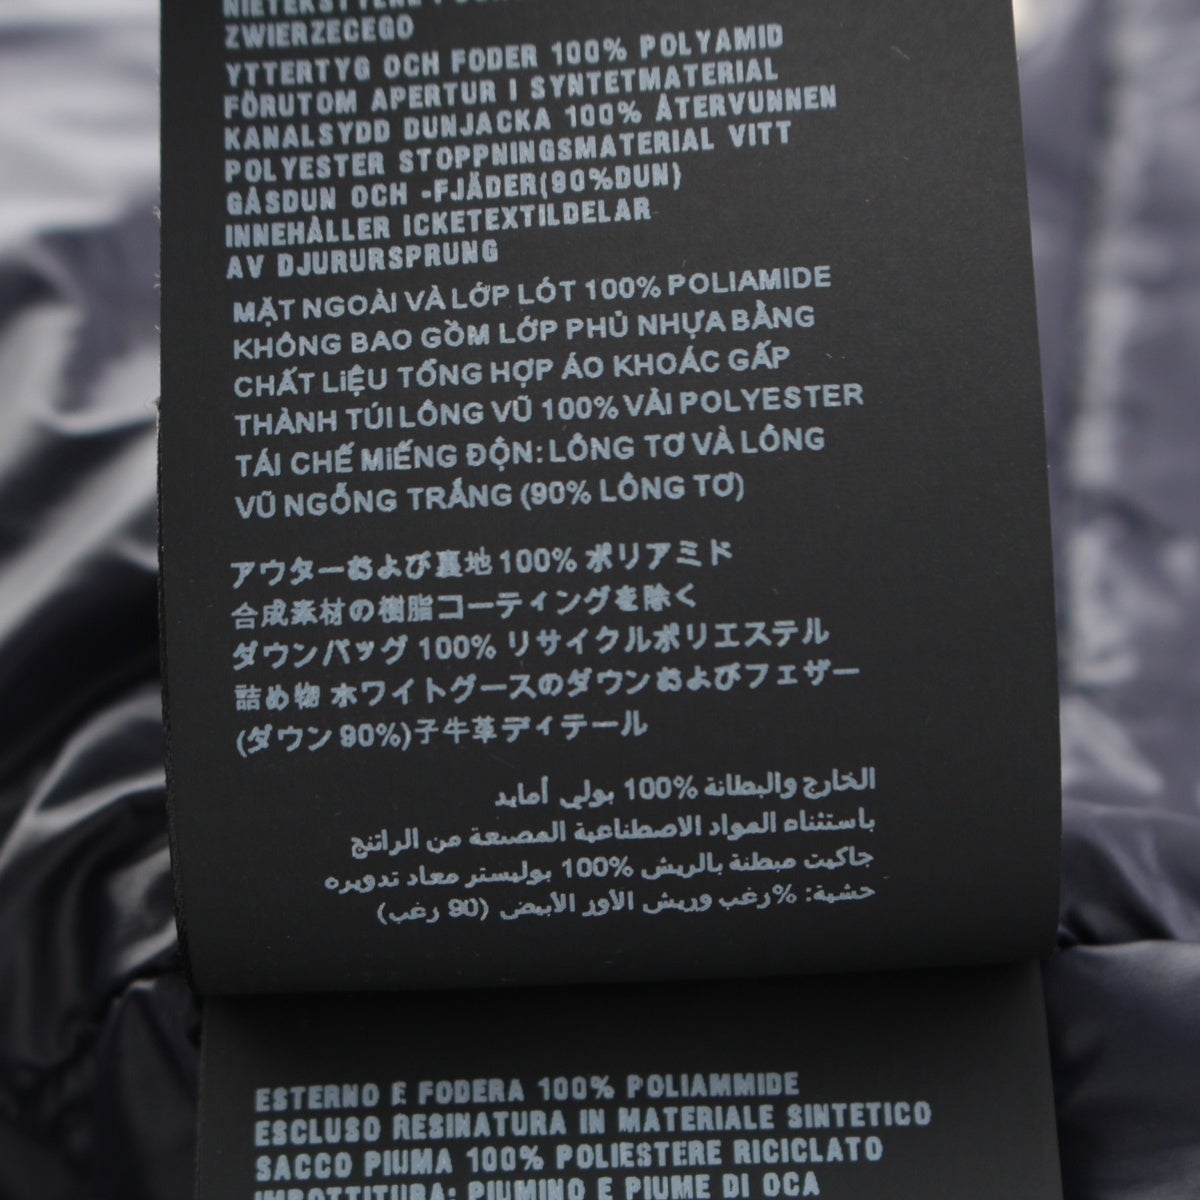 ZWIERZECEGO
YTTERTYG OCH FODER 100% POLYAMID
FÖRUTOM APERTUR I SYNTETMATERIAL
KANALSYDD DUNJACKA 100% ÅTERVUNNEN
POLYESTER STOPPNINGSMATERIAL VITT
GÅSDUN OCH -FJÄDER(90%DUN)
INNEHÅLLER ICKETEXTILDELAR
AV DJURURSPRUNG
MẶT NGOÀI VÀ LỚP LÓT 100% POLIAMIDE
KHÔNG BAO GỒM LỚP PHỦ NHỰA BẰNG
CHẤT LIỆU TỔNG HỢP ÁO KHOÁC GẤP
THÀNH TÚI LÔNG VŨ 100% VẢI POLYESTER
TÁI CHẾ MIẾNG ĐỘN: LÔNG TƠ VÀ LÔNG
VŨ NGỖNG TRẮNG (90% LÔNG TƠ)
アウターおよび裏地 100% ポリアミド
合成素材の樹脂コーティングを除く
ダウンバッグ 100% リサイクルポリエステル
詰め物 ホワイトグースのダウンおよびフェザー
(ダウン 90%)子牛革ディテール
الخارج والبطانة %100 بولي أمايد
باستثناء المواد الاصطناعية المصنعة من الراتنج
جاكيت مبطنة بالريش %100 بوليستر معاد تدويره
حشية: %رغب وريش الأوز الأبيض (90 رغب)
ESTERNO E FODERA 100% POLIAMMIDE
ESCLUSO RESINATURA IN MATERIALE SINTETICO
SACCO PIUMA 100% POLIESTERE RICICLATO
IMBOTTITURA: PIUMINO E PIUME DI OCA